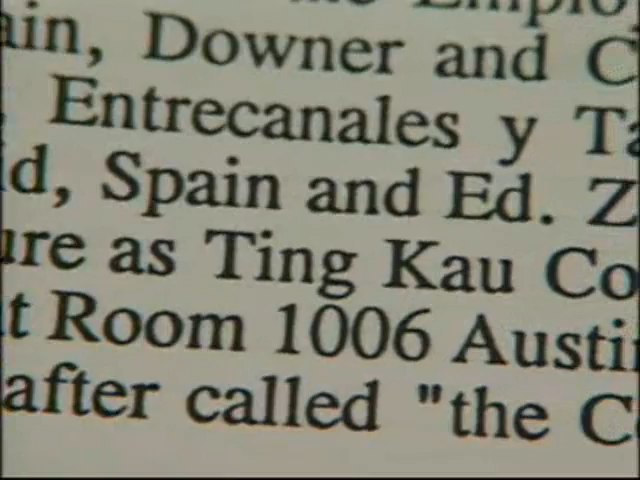 ain, Downer and C
Entrecanales y Ta
d, Spain and Ed. Z
ure as Ting Kau Co
t Room 1006 Austi
after called "the C